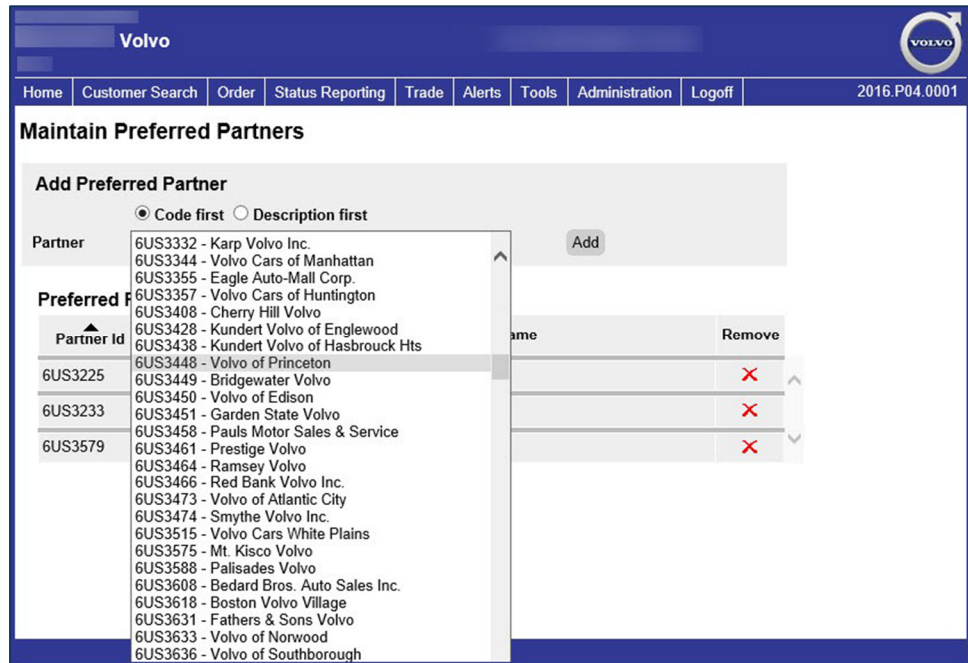 Volvo
VOLVO
Home Customer Search Order Status Reporting Trade Alerts Tools Administration Logoff 2016.P04.0001
Maintain Preferred Partners
Add Preferred Partner
Code first Description first
Partner
Add
6US3332 - Karp Volvo Inc.
6US3344 - Volvo Cars of Manhattan
6US3355 - Eagle Auto-Mall Corp.
6US3357 - Volvo Cars of Huntington
6US3408 - Cherry Hill Volvo
6US3428 - Kundert Volvo of Englewood
6US3438 - Kundert Volvo of Hasbrouck Hts
6US3448 - Volvo of Princeton
6US3449 - Bridgewater Volvo
6US3450 - Volvo of Edison
6US3451 - Garden State Volvo
6US3458 - Pauls Motor Sales & Service
6US3461 - Prestige Volvo
6US3464 - Ramsey Volvo
6US3466 - Red Bank Volvo Inc.
6US3473 - Volvo of Atlantic City
6US3474 - Smythe Volvo Inc.
6US3515 - Volvo Cars White Plains
6US3575 - Mt. Kisco Volvo
6US3588 - Palisades Volvo
6US3608 - Bedard Bros. Auto Sales Inc.
6US3618 - Boston Volvo Village
6US3631 - Fathers & Sons Volvo
6US3633 - Volvo of Norwood
6US3636 - Volvo of Southborough
Preferred
Partner Id Remove
6US3225
6US3233
6US3579